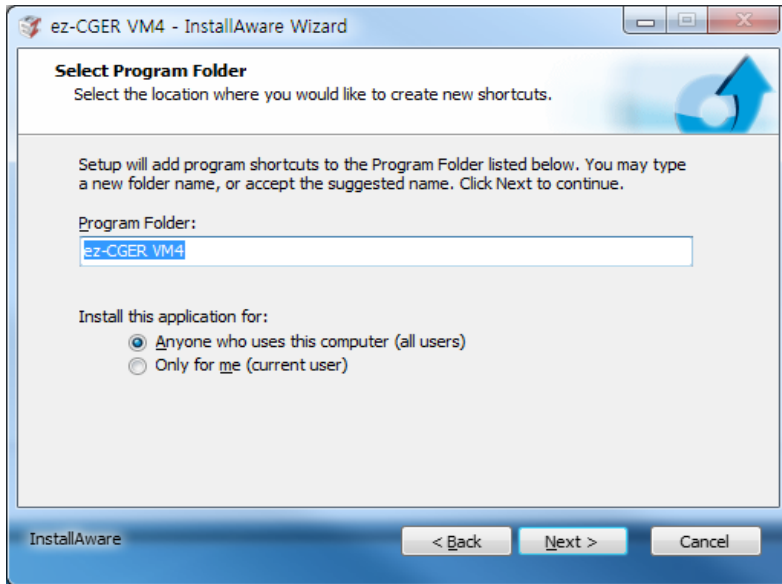 ez-CGER VM4 - InstallAware Wizard
Select Program Folder
Select the location where you would like to create new shortcuts.
Setup will add program shortcuts to the Program Folder listed below. You may type
a new folder name, or accept the suggested name. Click Next to continue.
Program Folder:
ez-CGER VM4
Install this application for:
Anyone who uses this computer (all users)
Only for me (current user)
InstallAware
< Back
Next >
Cancel